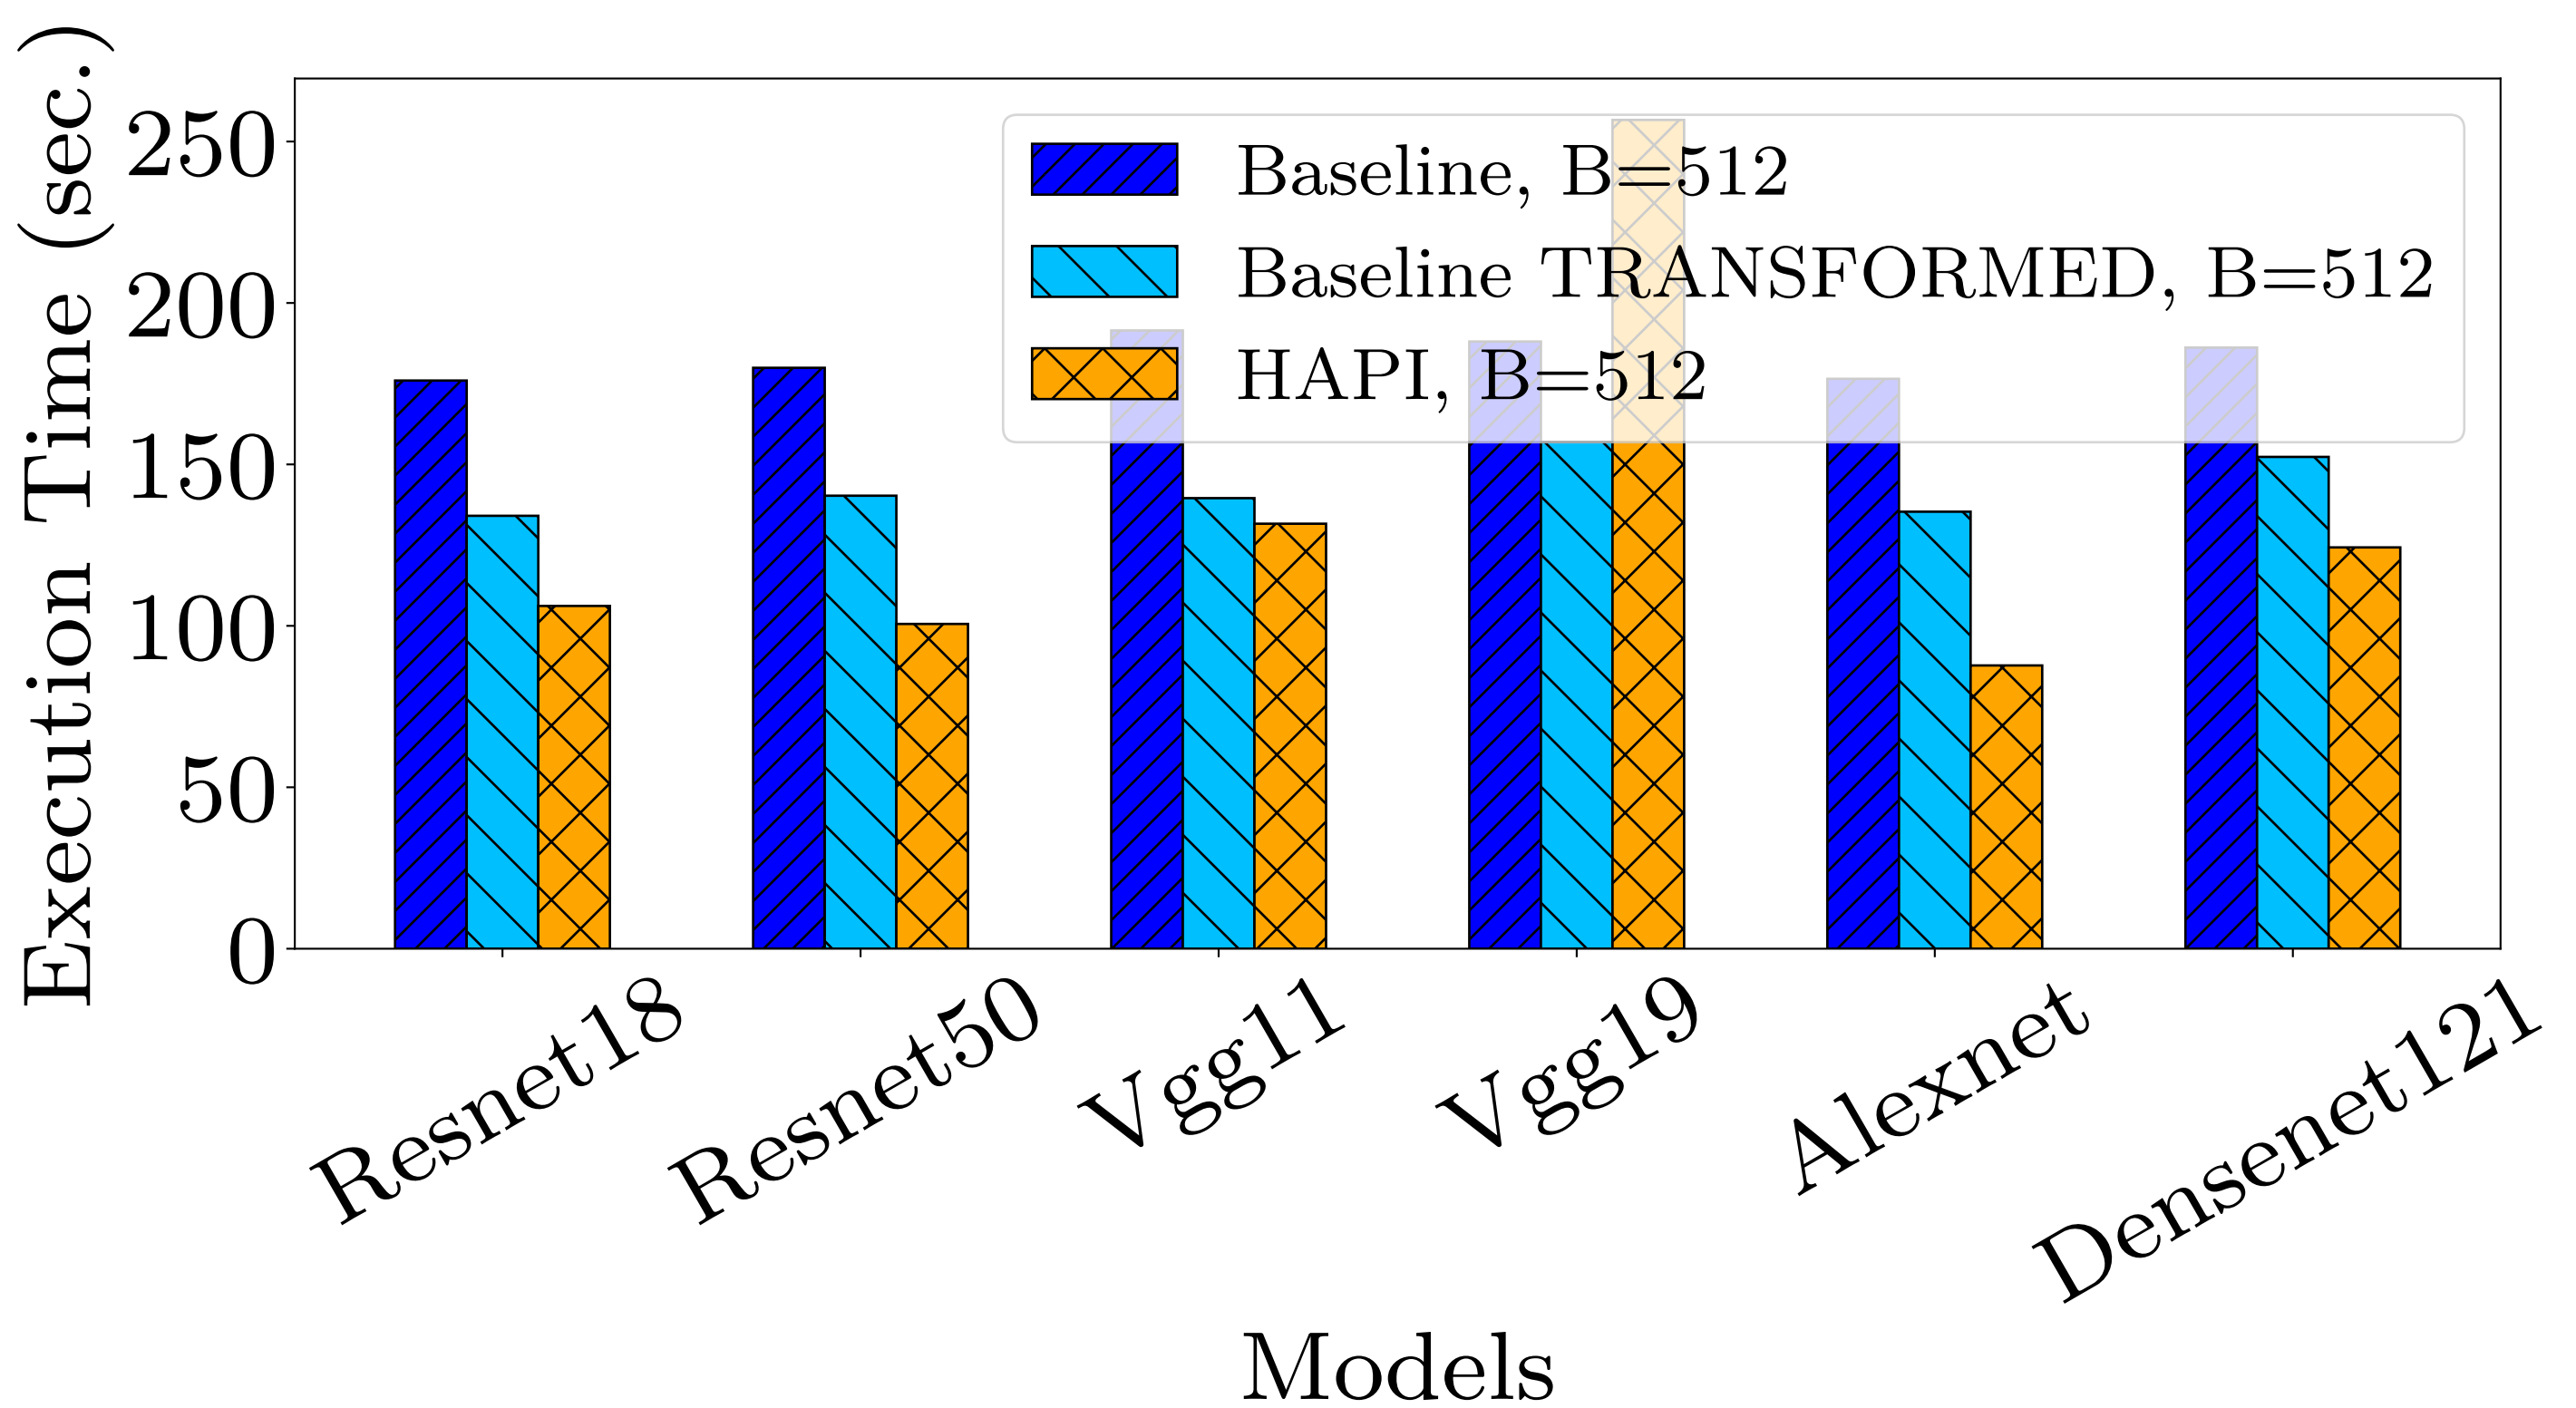 Execution Time (sec.)
250
200
150
100
50
0
Baseline, B=512
Baseline TRANSFORMED, B=512
HAPI, B=512
Resnet18
Resnet50
Vgg11
Vgg19
Alexnet
Densenet121
Models